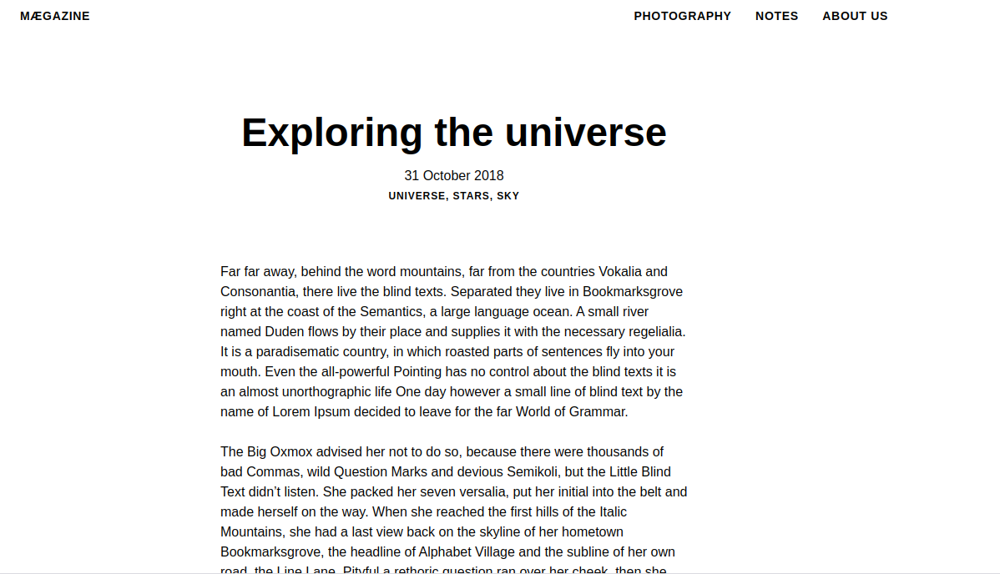 MÆGAZINE
PHOTOGRAPHY NOTES ABOUT US
Exploring the universe
31 October 2018
UNIVERSE, STARS, SKY
Far far away, behind the word mountains, far from the countries Vokalia and
Consonantia, there live the blind texts. Separated they live in Bookmarksgrove
right at the coast of the Semantics, a large language ocean. A small river
named Duden flows by their place and supplies it with the necessary regelialia.
It is a paradisematic country, in which roasted parts of sentences fly into your
mouth. Even the all-powerful Pointing has no control about the blind texts it is
an almost unorthographic life One day however a small line of blind text by the
name of Lorem Ipsum decided to leave for the far World of Grammar.
The Big Oxmox advised her not to do so, because there were thousands of
bad Commas, wild Question Marks and devious Semikoli, but the Little Blind
Text didn’t listen. She packed her seven versalia, put her initial into the belt and
made herself on the way. When she reached the first hills of the Italic
Mountains, she had a last view back on the skyline of her hometown
Bookmarksgrove, the headline of Alphabet Village and the subline of her own
road, the Line Lane. Pityful a rethoric question ran over her cheek, then she